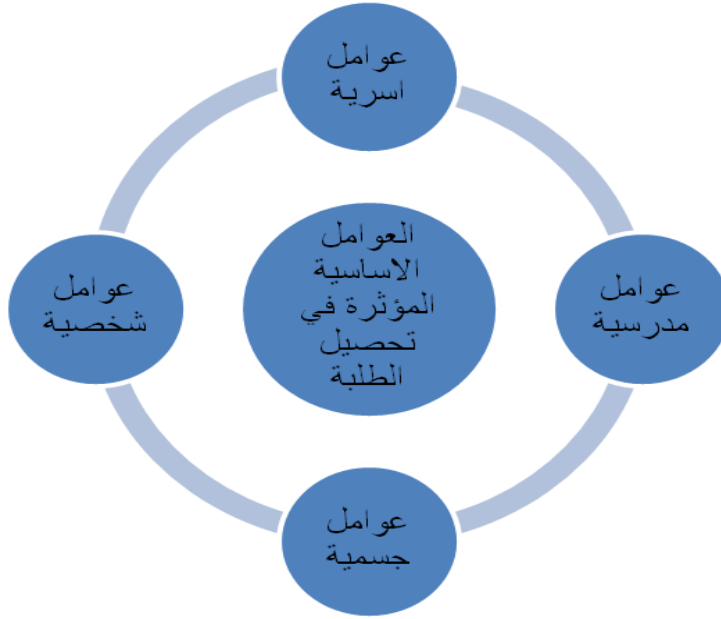 عوامل
اسرية
العوامل
الاساسية
المؤثرة في
تحصيل
الطلبة
عوامل
مدرسية
عوامل
شخصية
عوامل
جسمية